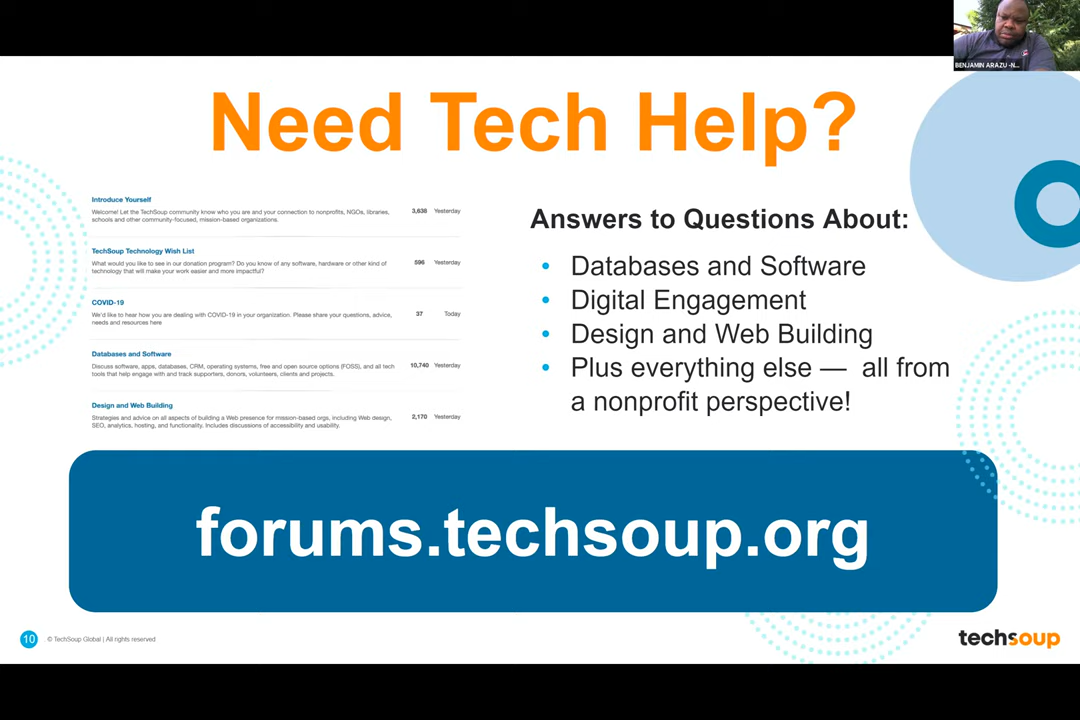 BENJAMIN ARAZU -N...
Need Tech Help?
Introduce Yourself
Welcome! Let the TechSoup community know who you are and your connection to nonprofits, NGOs, libraries,
schools and other community-focused, mission-based organizations.
3,638 Yesterday
TechSoup Technology Wish List
What would you like to see in our donation program? Do you know of any software, hardware or other kind of
technology that will make your work easier and more impactful?
596 Yesterday
COVID-19
We'd like to hear how you are dealing with COVID-19 in your organization. Please share your questions, advice,
needs and resources here
37 Today
Databases and Software
Discuss software, apps, databases, CRM, operating systems, free and open source options (FOSS), and all tech
tools that help engage with and track supporters, donors, volunteers, clients and projects.
10,740 Yesterday
Design and Web Building
Strategies and advice on all aspects of building a Web presence for mission-based orgs, including Web design,
SEO, analytics, hosting, and functionality. Includes discussions of accessibility and usability.
2,170 Yesterday
Answers to Questions About:
• Databases and Software
• Digital Engagement
• Design and Web Building
• Plus everything else — all from
a nonprofit perspective!
forums.techsoup.org
10
© TechSoup Global | All rights reserved
techsoup